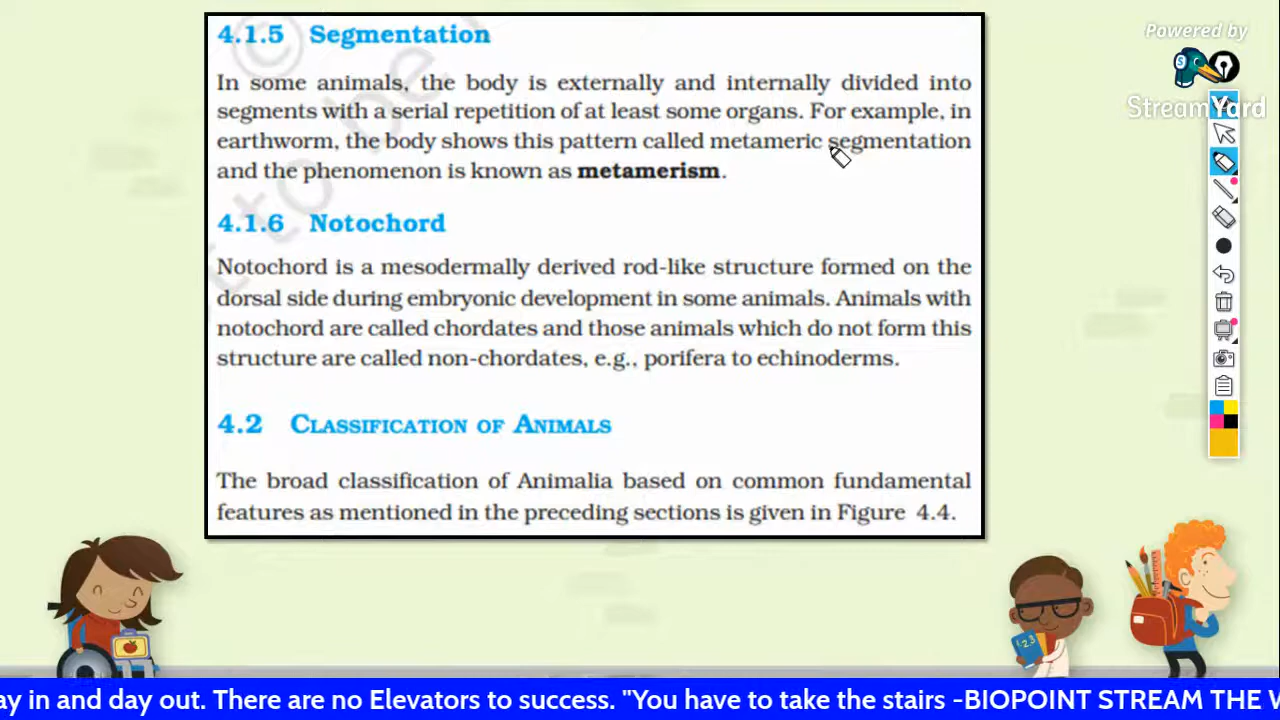 Powered by
StreamYard
4.1.5 Segmentation
In some animals, the body is externally and internally divided into
segments with a serial repetition of at least some organs. For example, in
earthworm, the body shows this pattern called metameric segmentation
and the phenomenon is known as metamerism.
4.1.6 Notochord
Notochord is a mesodermally derived rod-like structure formed on the
dorsal side during embryonic development in some animals. Animals with
notochord are called chordates and those animals which do not form this
structure are called non-chordates, e.g., porifera to echinoderms.
4.2 CLASSIFICATION OF ANIMALS
The broad classification of Animalia based on common fundamental
features as mentioned in the preceding sections is given in Figure 4.4.
1 2 3
ay in and day out. There are no Elevators to success. "You have to take the stairs -BIOPOINT STREAM THE